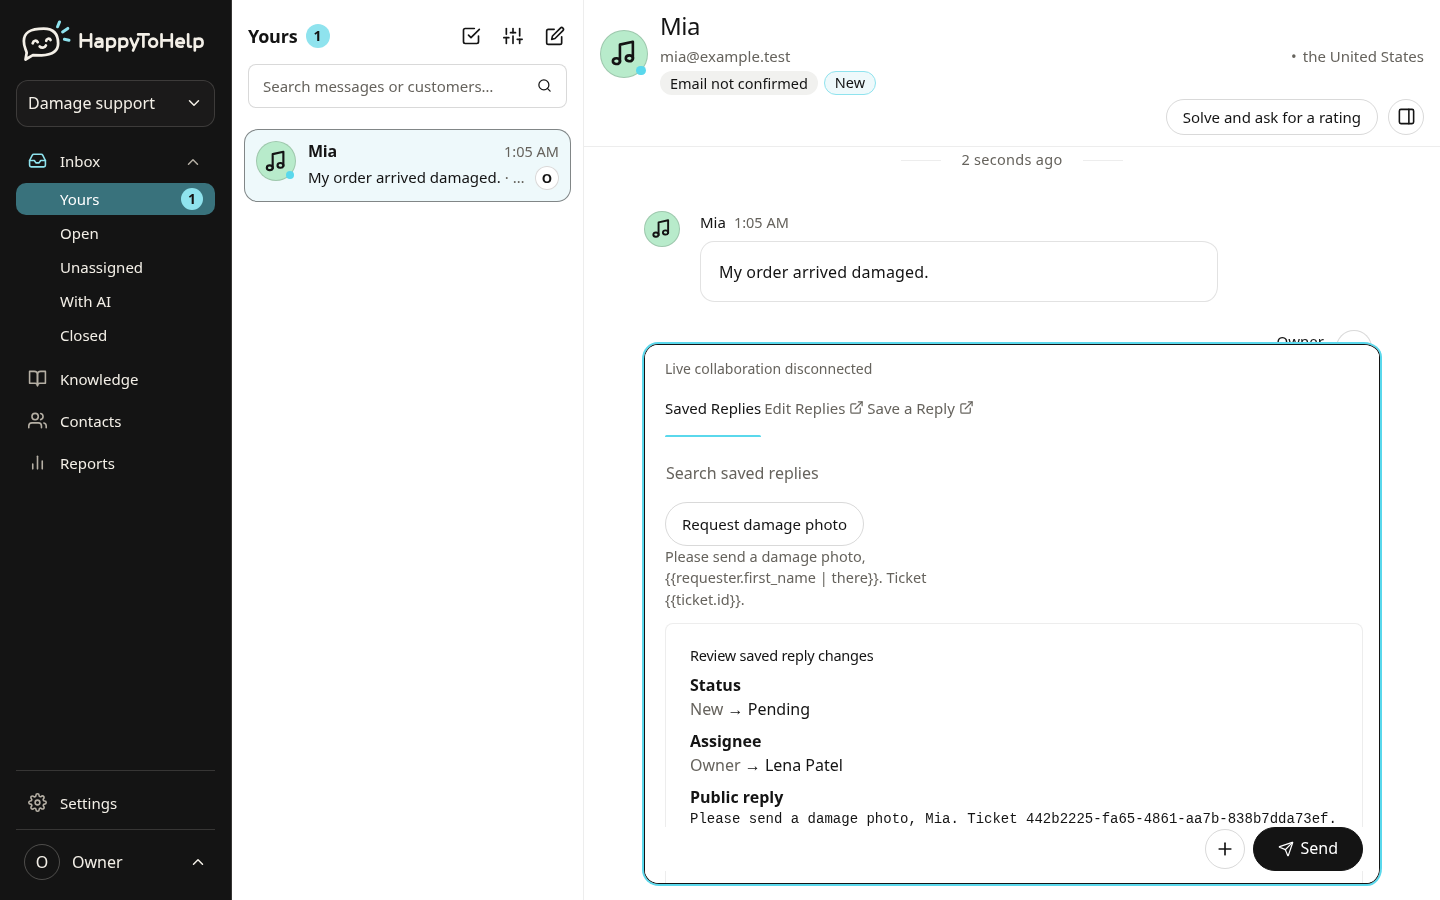 HappyToHelp
Damage support
Inbox
Yours 1
Open
Unassigned
With AI
Closed
Knowledge
Contacts
Reports
Settings
O Owner
Yours 1
Search messages or customers...
Mia 1:05 AM
My order arrived damaged. · ... O
Mia
mia@example.test
• the United States
Email not confirmed New
Solve and ask for a rating
2 seconds ago
Mia 1:05 AM
My order arrived damaged.
Owner
Live collaboration disconnected
Saved Replies Edit Replies Save a Reply
Search saved replies
Request damage photo
Please send a damage photo,
{{requester.first_name | there}}. Ticket
{{ticket.id}}.
Review saved reply changes
Status
New → Pending
Assignee
Owner → Lena Patel
Public reply
Please send a damage photo, Mia. Ticket 442b2225-fa65-4861-aa7b-838b7dda73ef.
Send